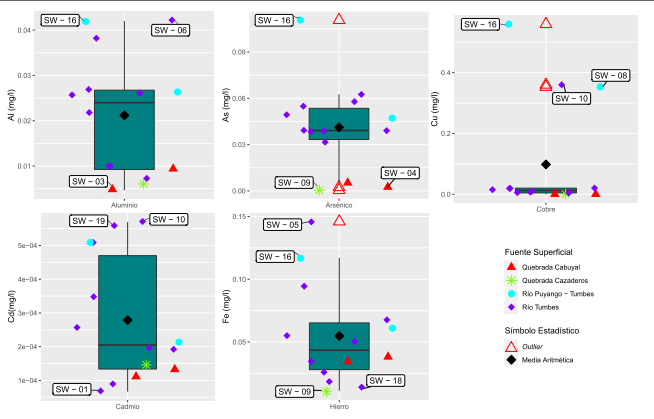 Al (mg/l)
0.04
0.03
0.02
0.01
SW − 16
SW − 06
SW − 03
Aluminio
As (mg/l)
0.09
0.06
0.03
0.00
SW − 16
SW − 09
SW − 04
Arsénico
Cu (mg/l)
0.4
0.2
0.0
SW − 16
SW − 08
SW − 10
Cobre
Cd(mg/l)
5e−04
4e−04
3e−04
2e−04
1e−04
SW − 19
SW − 10
SW − 01
Cadmio
Fe (mg/l)
0.15
0.10
0.05
SW − 05
SW − 16
SW − 09
SW − 18
Hierro
Fuente Superficial
Quebrada Cabuyal
Quebrada Cazaderos
Río Puyango − Tumbes
Río Tumbes
Símbolo Estadístico
Outlier
Media Aritmética